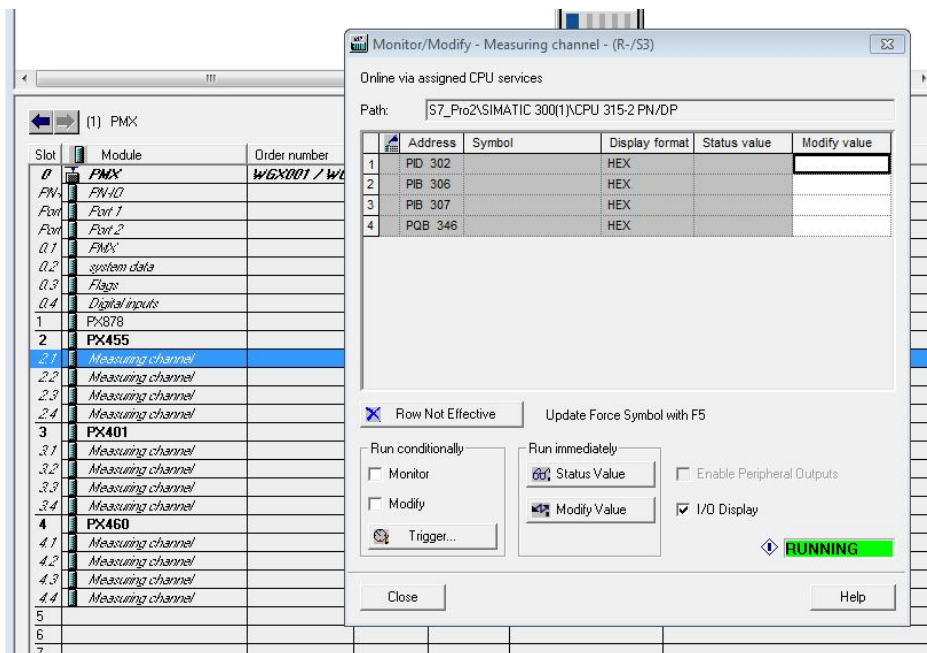 Monitor/Modify - Measuring channel - (R-/S3)
Online via assigned CPU services
Path: S7_Pro2\SIMATIC 300(1)\CPU 315-2 PN/DP
Address Symbol Display format Status value Modify value
1 PID 302 HEX
2 PIB 306 HEX
3 PIB 307 HEX
4 PQB 346 HEX
Row Not Effective Update Force Symbol with F5
Run conditionally Run immediately
Monitor Status Value Enable Peripheral Outputs
Modify Modify Value I/O Display
Trigger...
RUNNING
Close Help
(1) PMX
Slot Module Order number
0 PMX
PN-IO
Port 1
Port 2
0.1 PMX
0.2 system data
0.3 Flags
0.4 Digital inputs
1 PX878
2 PX455
2.1 Measuring channel
2.2 Measuring channel
2.3 Measuring channel
2.4 Measuring channel
3 PX401
3.1 Measuring channel
3.2 Measuring channel
3.3 Measuring channel
3.4 Measuring channel
4 PX460
4.1 Measuring channel
4.2 Measuring channel
4.3 Measuring channel
4.4 Measuring channel
5
6